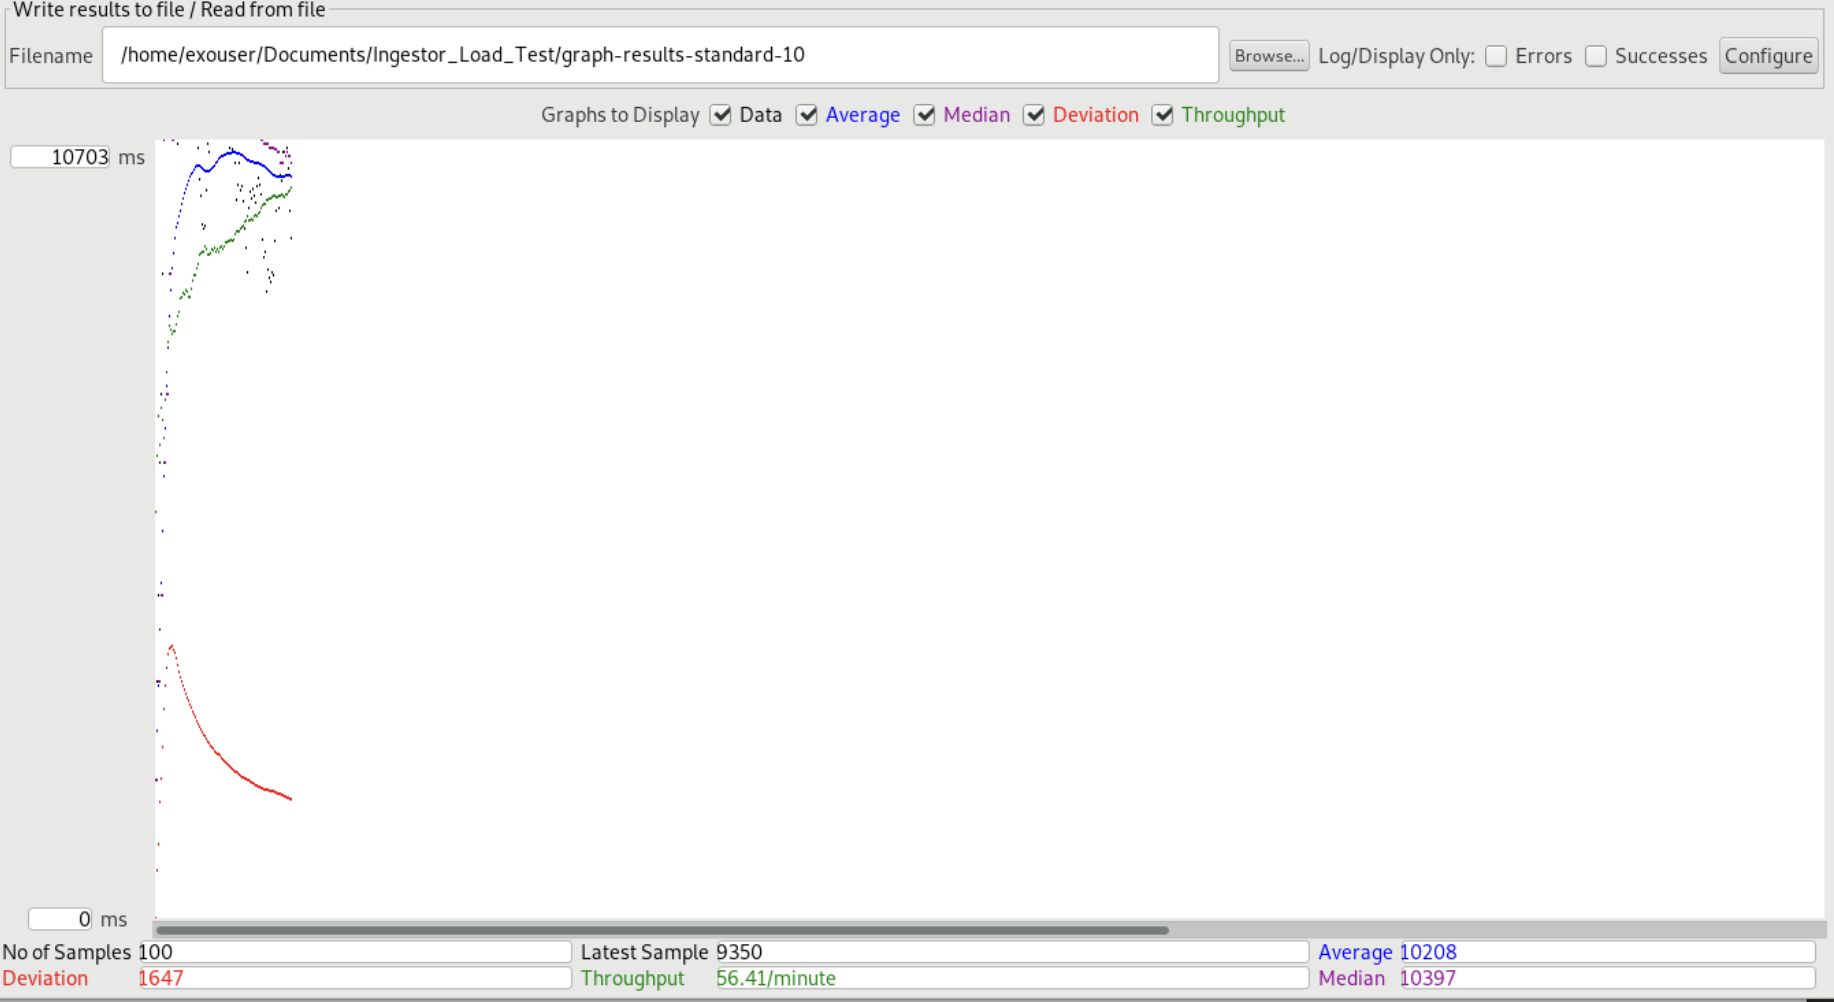 Write results to file / Read from file
Filename /home/exouser/Documents/Ingestor_Load_Test/graph-results-standard-10 Browse... Log/Display Only: Errors Successes Configure
Graphs to Display Data Average Median Deviation Throughput
10703 ms
0 ms
No of Samples 100 Latest Sample 9350 Average 10208
Deviation 1647 Throughput 56.41/minute Median 10397